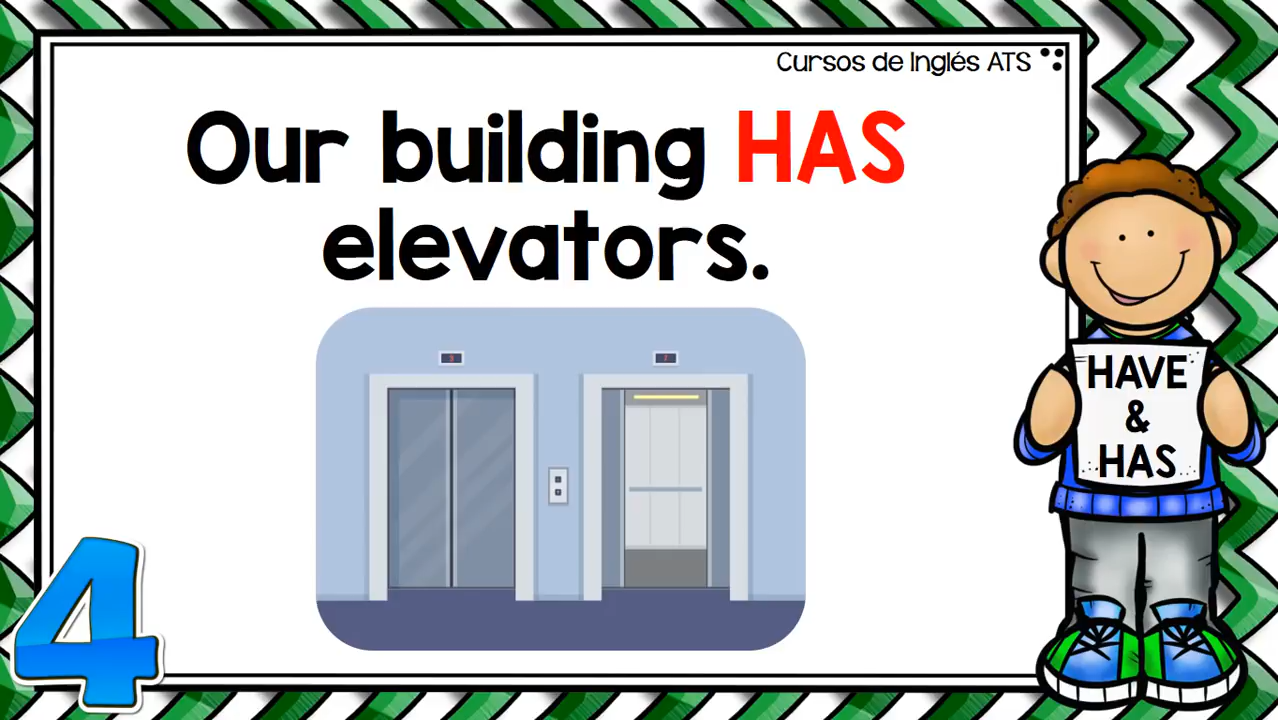 Cursos de Inglés ATS
Our building HAS
elevators.
HAVE
&
HAS
4